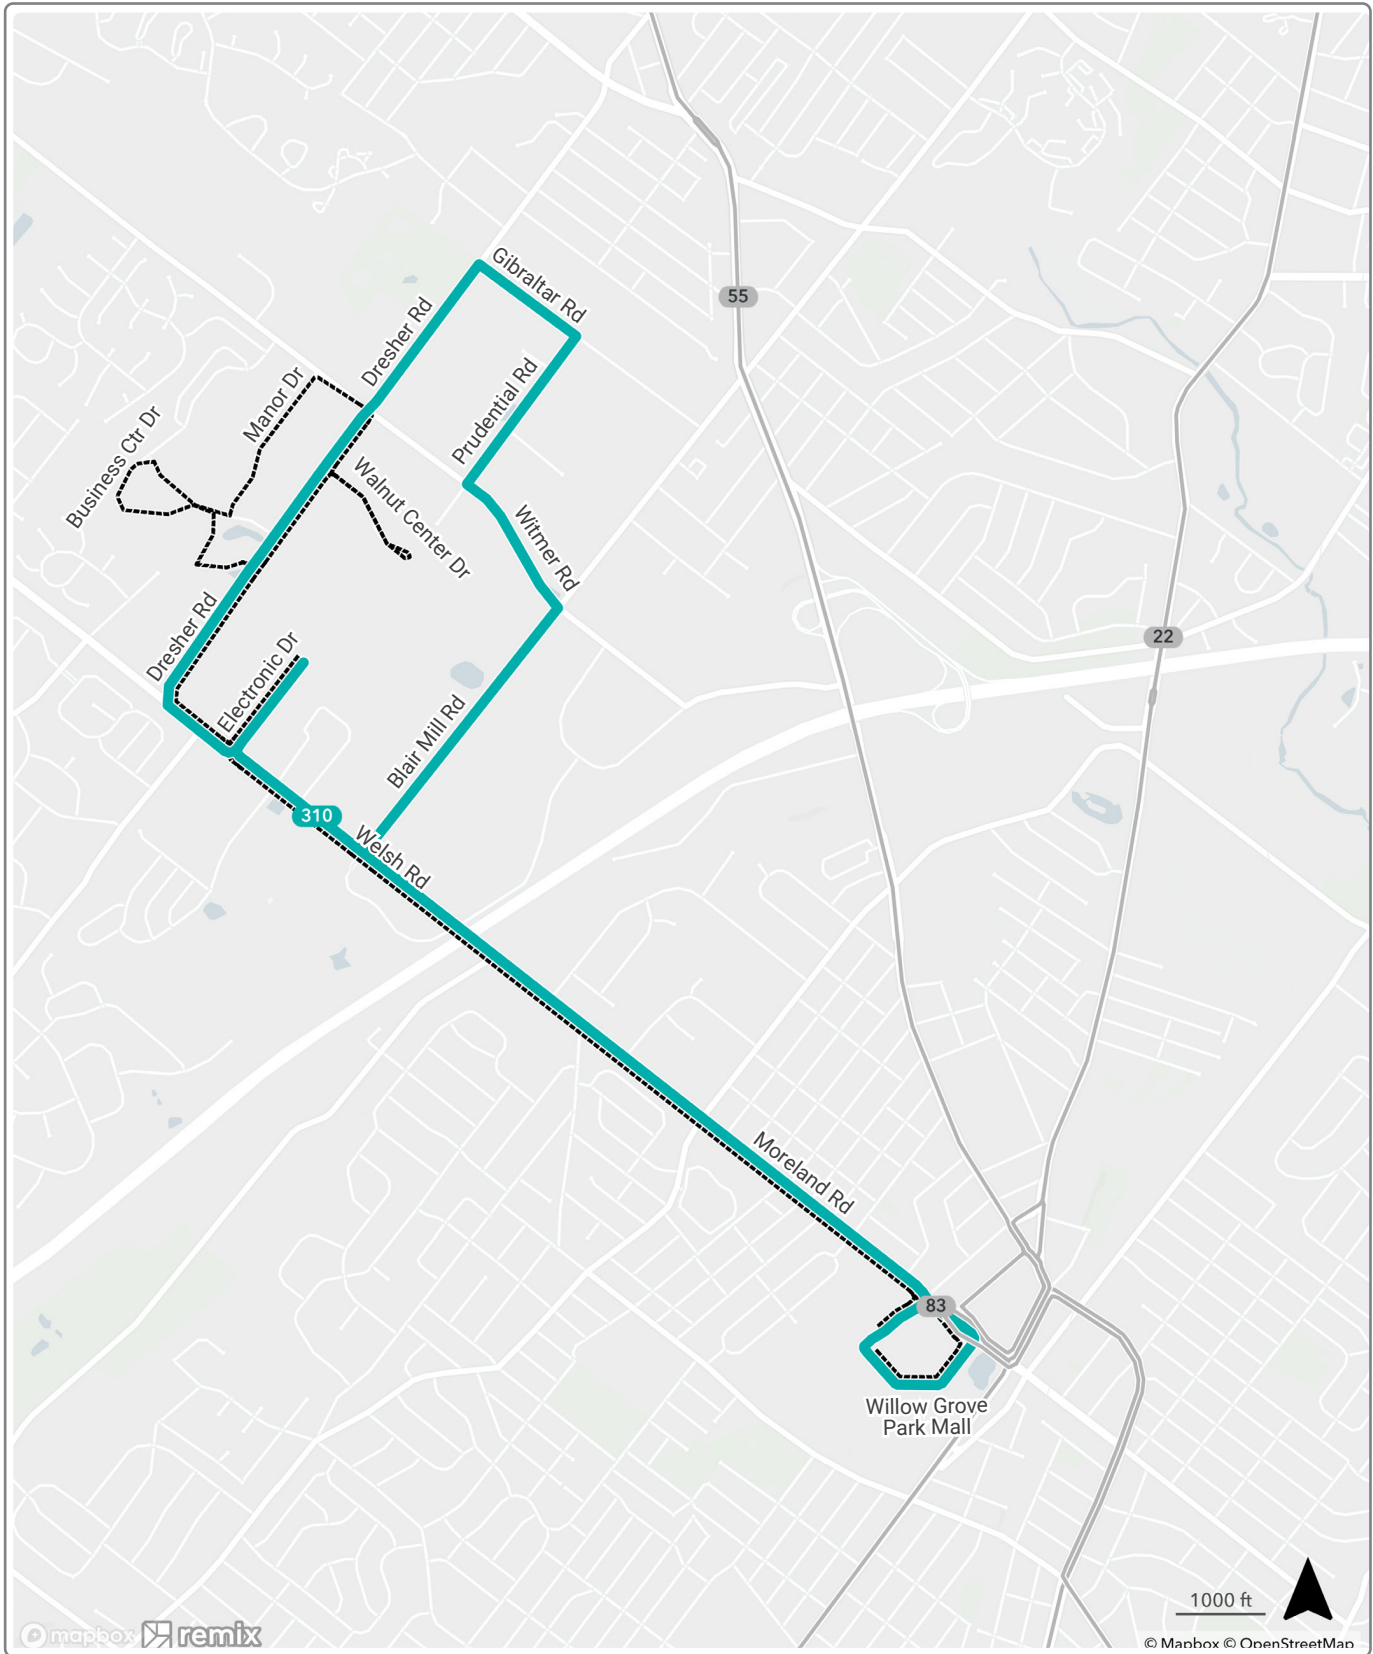 Gibraltar Rd
55
Dresher Rd
Prudential Rd
Manor Dr
Business Ctr Dr
Walnut Center Dr
Witmer Rd
Dresher Rd
Electronic Dr
22
Blair Mill Rd
310
Welsh Rd
Moreland Rd
83
Willow Grove
Park Mall
1000 ft
mapbox remix
© Mapbox © OpenStreetMap